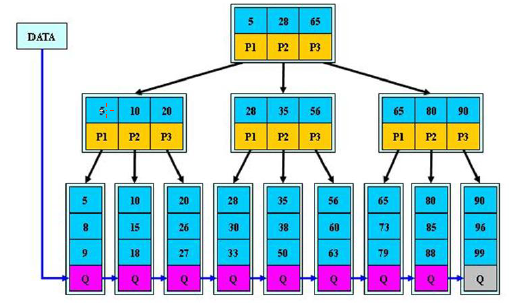 5 28 65
DATA
P1 P2 P3
5 10 20 28 35 56 65 80 90
P1 P2 P3 P1 P2 P3 P1 P2 P3
5 10 20 28 35 56 65 80 90
8 15 26 30 38 60 73 85 96
9 18 27 33 50 63 79 88 99
Q Q Q Q Q Q Q Q Q